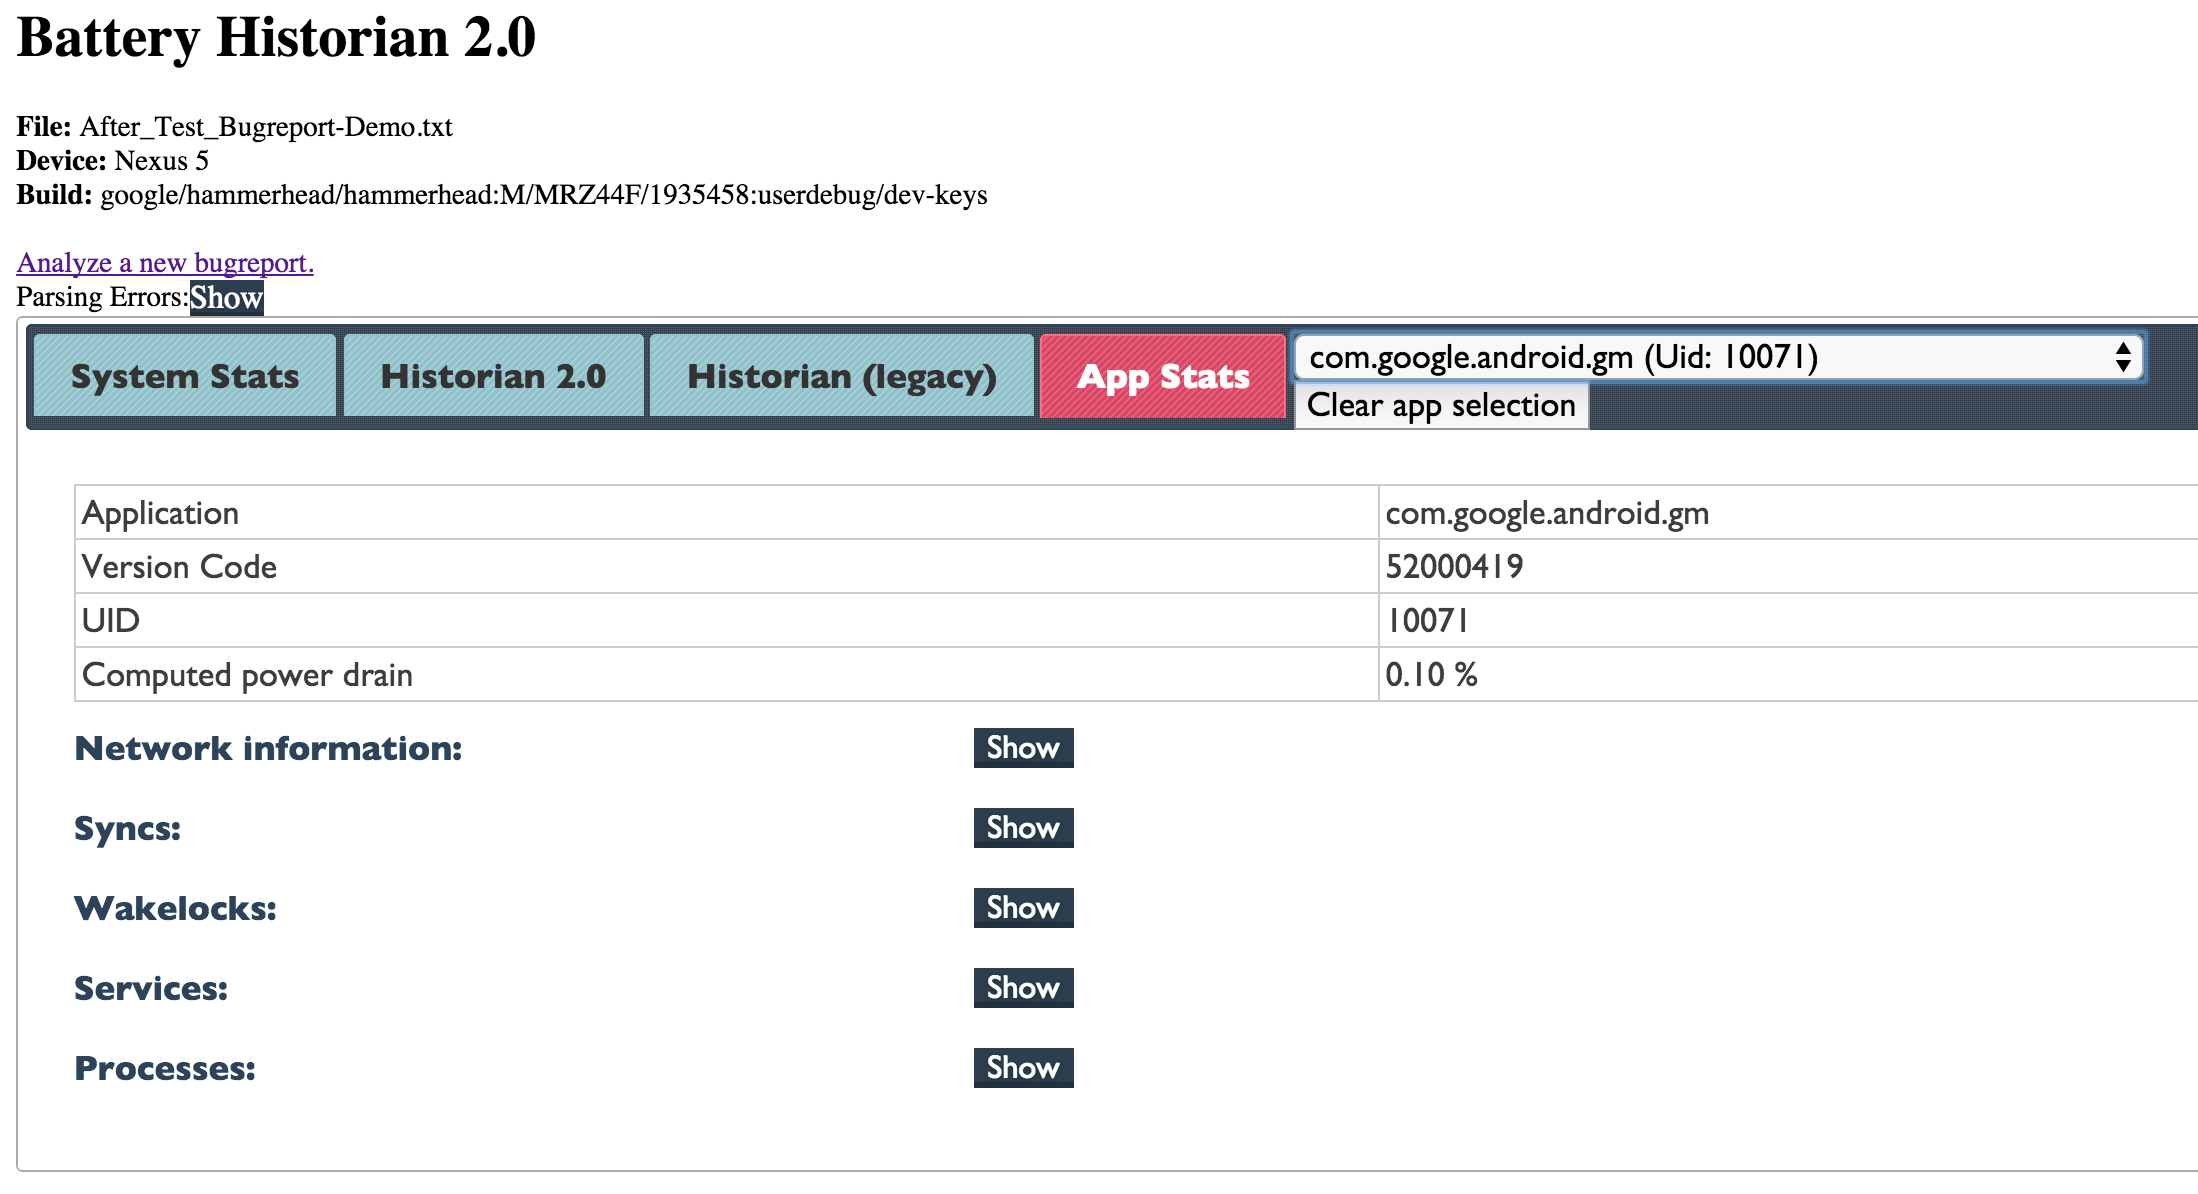 Battery Historian 2.0
File: After_Test_Bugreport-Demo.txt
Device: Nexus 5
Build: google/hammerhead/hammerhead:M/MRZ44F/1935458:userdebug/dev-keys
Analyze a new bugreport.
Parsing Errors:Show
System Stats Historian 2.0 Historian (legacy) App Stats com.google.android.gm (Uid: 10071)
Clear app selection
Application com.google.android.gm
Version Code 52000419
UID 10071
Computed power drain 0.10 %
Network information: Show
Syncs: Show
Wakelocks: Show
Services: Show
Processes: Show